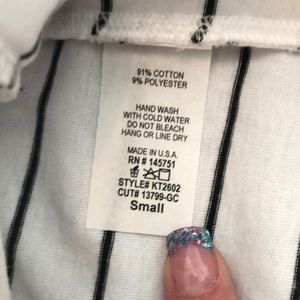 91% COTTON
9% POLYESTER
HAND WASH
WITH COLD WATER
DO NOT BLEACH
HANG OR LINE DRY
MADE IN U.S.A.
RN # 145751
STYLE# KT2602
CUT# 13799-GC
Small